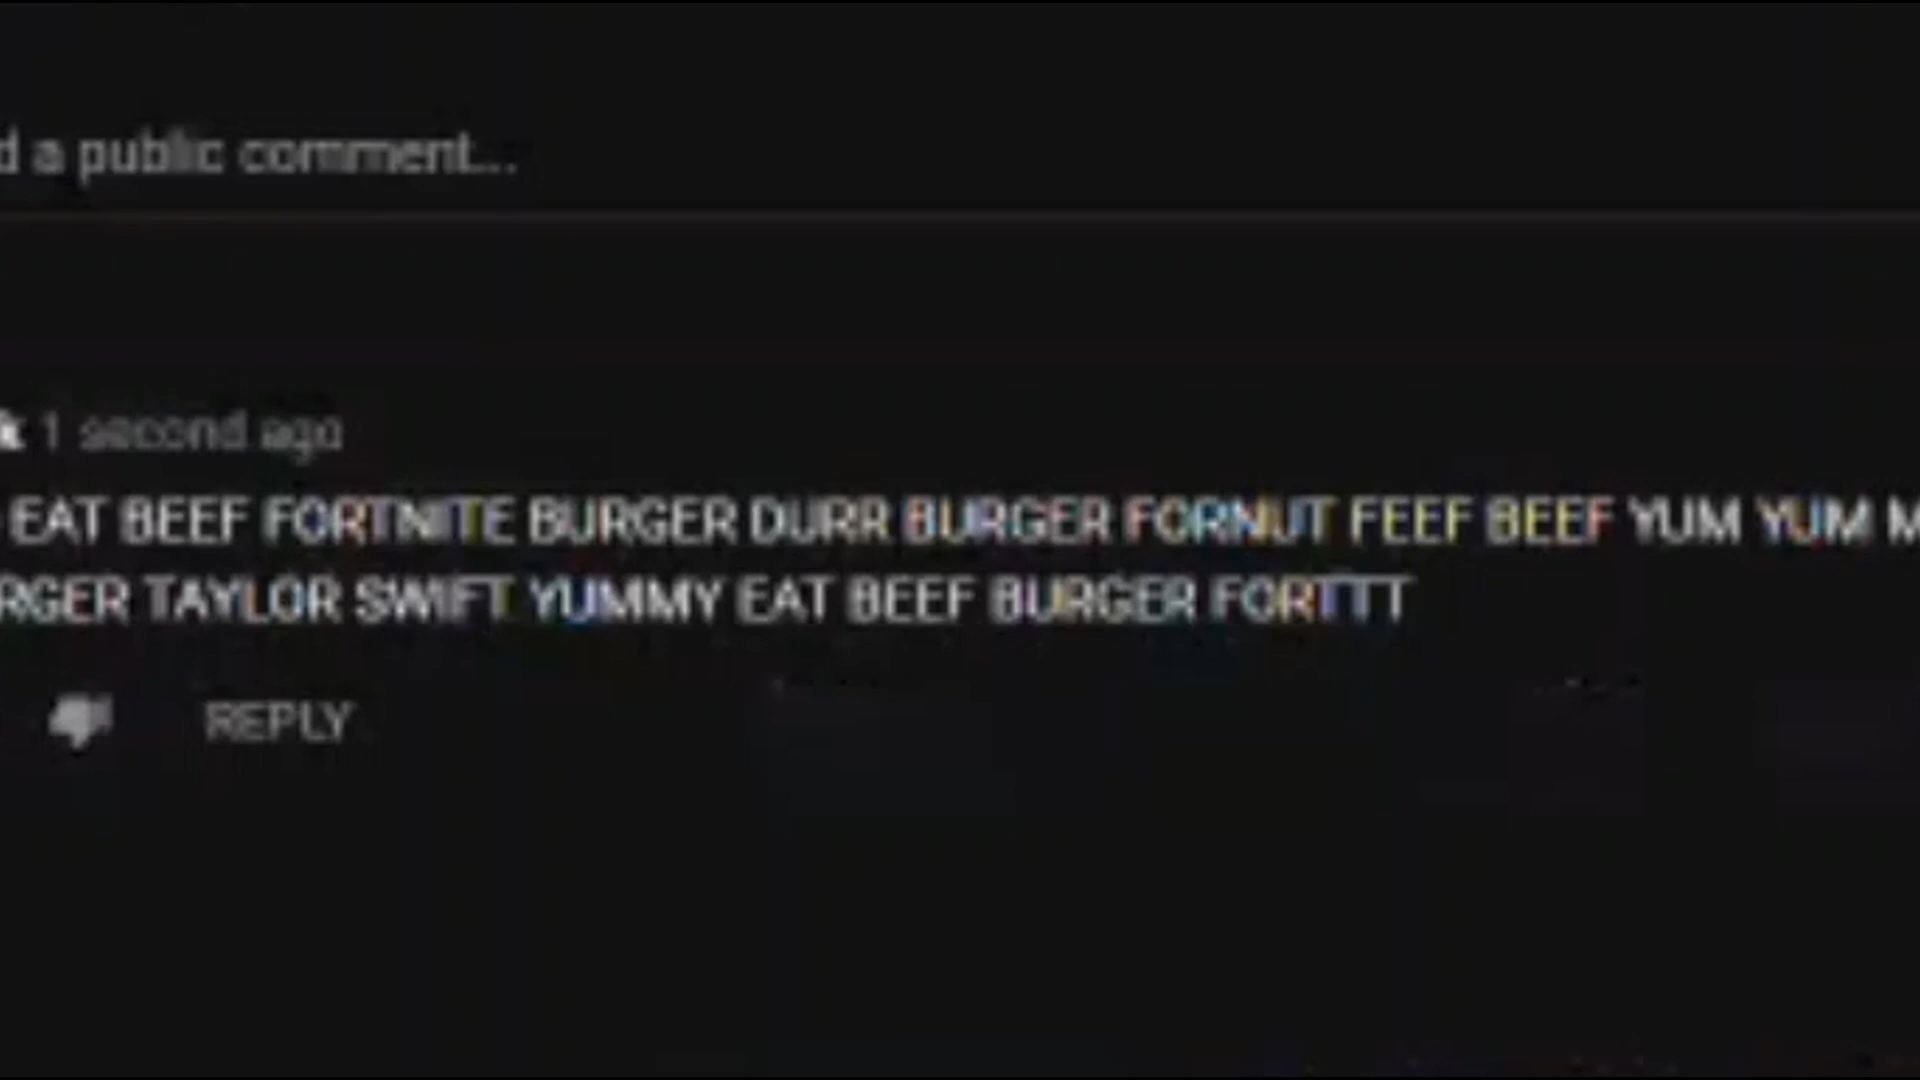 d a public comment...
k 1 second ago
EAT BEEF FORTNITE BURGER DURR BURGER FORNUT FEEF BEEF YUM YUM M
RGER TAYLOR SWIFT YUMMY EAT BEEF BURGER FORTTT
REPLY